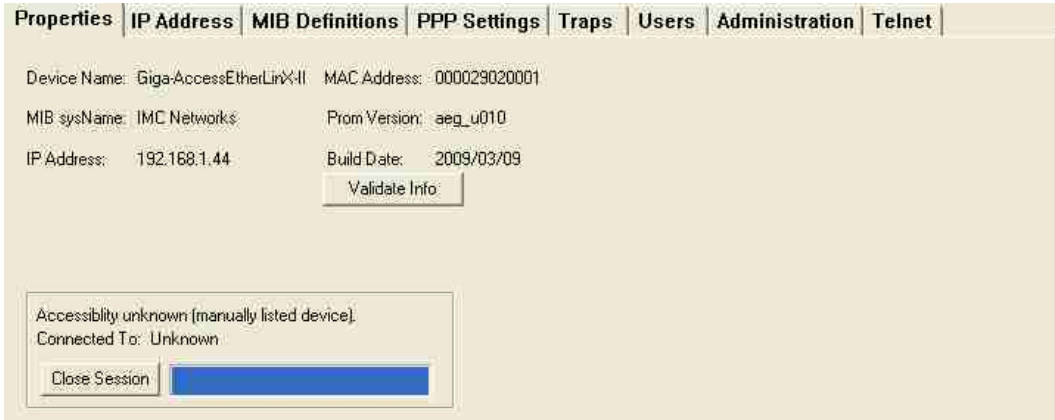 Properties IP Address MIB Definitions PPP Settings Traps Users Administration Telnet
Device Name: Giga-AccessEtherLinX-II MAC Address: 000029020001
MIB sysName: IMC Networks Prom Version: aeg_u010
IP Address: 192.168.1.44 Build Date: 2009/03/09
Validate Info
Accessiblity unknown (manually listed device).
Connected To: Unknown
Close Session